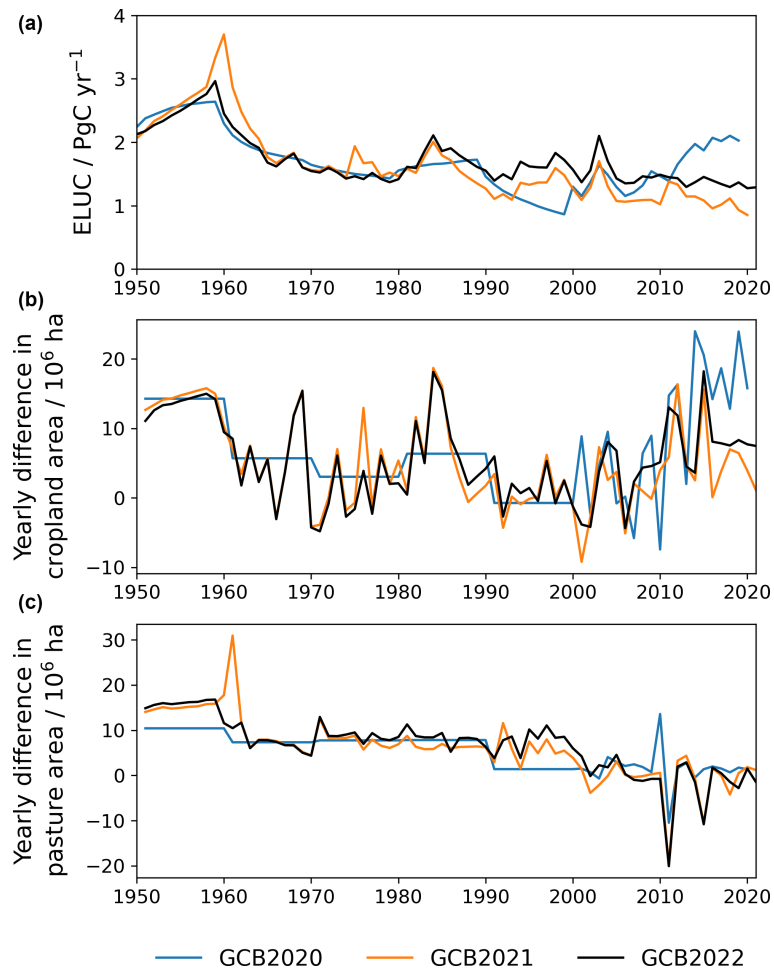 (a)
ELUC / PgC yr⁻¹
4
3
2
1
0
1950 1960 1970 1980 1990 2000 2010 2020
(b)
Yearly difference in
cropland area / 10⁶ ha
20
10
0
−10
1950 1960 1970 1980 1990 2000 2010 2020
(c)
Yearly difference in
pasture area / 10⁶ ha
30
20
10
0
−10
−20
1950 1960 1970 1980 1990 2000 2010 2020
GCB2020 GCB2021 GCB2022